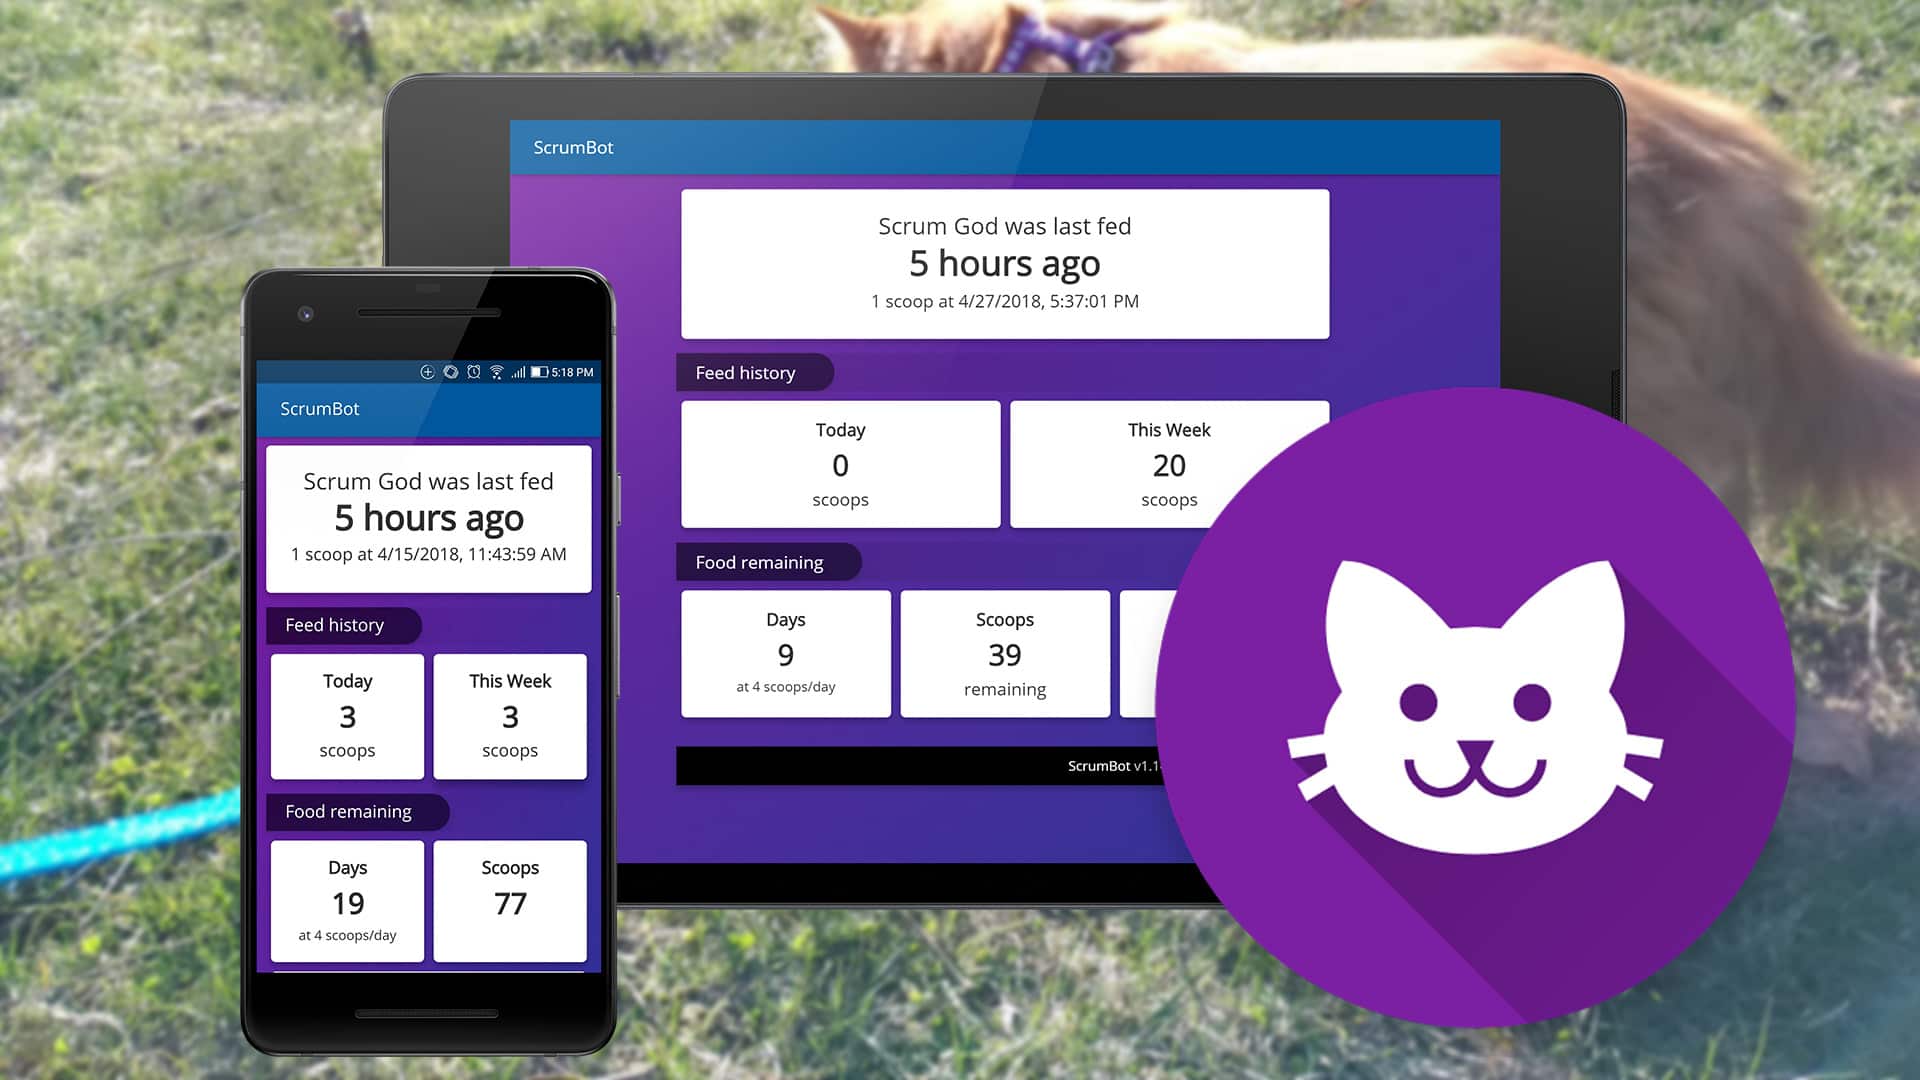 ScrumBot
Scrum God was last fed
5 hours ago
1 scoop at 4/27/2018, 5:37:01 PM
Feed history
Today
0
scoops
This Week
20
scoops
Food remaining
Days
9
at 4 scoops/day
Scoops
39
remaining
ScrumBot v1.1
5:18 PM
ScrumBot
Scrum God was last fed
5 hours ago
1 scoop at 4/15/2018, 11:43:59 AM
Feed history
Today
3
scoops
This Week
3
scoops
Food remaining
Days
19
at 4 scoops/day
Scoops
77